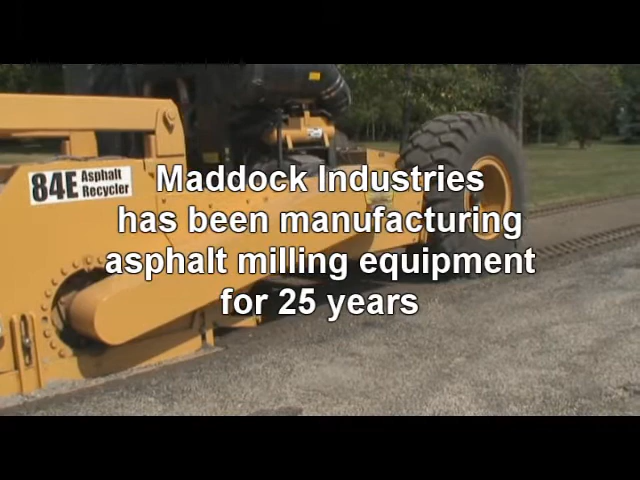 84E Asphalt
Recycler
Maddock Industries
has been manufacturing
asphalt milling equipment
for 25 years